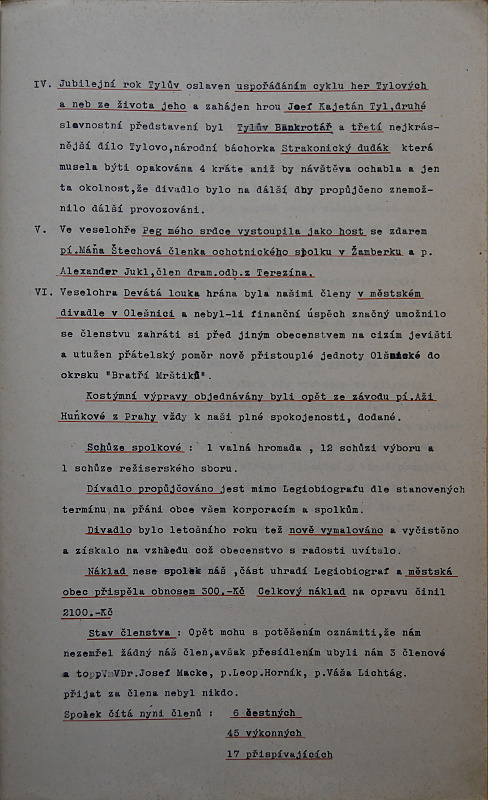 IV. Jubilejní rok Tylův oslaven uspořádáním cyklu her Tylových
a neb ze života jeho a zahájen hrou Josef Kajetán Tyl,druhé
slavnostní představení byl Tylův Bankrotář a třetí nejkrás-
nější dílo Tylovo,národní báchorka Strakonický dudák která
musela býti opakována 4 kráte aniž by návštěva ochabla a jen
ta okolnost,že divadlo bylo na další dby propůjčeno znemož-
nilo další provozování.
V. Ve veselohře Peg mého srdce vystoupila jako host se zdarem
pí.Máňa Štechová členka ochotnického spolku v Žamberku a p.
Alexander Jukl,člen dram.odb.z Terezína.
VI. Veselohra Devátá louka hrána byla našimi členy v městském
divadle v Olešnici a nebyl-li finanční úspěch značný umožnilo
se členstvu zahráti si před jiným obecenstvem na cizím jevišti
a utužen přátelský poměr nově přistouplé jednoty Olšnické do
okrsku "Bratří Mrštíků".
Kostýmní výpravy objednávány byli opět ze závodu pí.Aži
Huňkové z Prahy vždy k naší plné spokojenosti, dodané.
Schůze spolkové : 1 valná hromada , 12 schůzi výboru a
1 schůze režiserského sboru.
Dívadlo propůjčováno jest mimo Legiobiografu dle stanovených
termínu na přáni obce všem korporacím a spolkům.
Divadlo bylo letošního roku též nově vymalováno a vyčistěno
a získalo na vzhledu což obecenstvo s radosti uvítalo.
Náklad nese spolek náš ,část uhradí Legiobiograf a městská
obec přispěla obnosem 300.-Kč Celkový náklad na opravu činil
2100.-Kč
Stav členstva : Opět mohu s potěšením oznámiti,že nám
nezemřel žádný náš člen,avšak přesídlením ubyli nám 3 členové
a to Dr.Josef Macke, p.Leop.Horník, p.Váša Lichtág.
přijat za člena nebyl nikdo.
Spolek čítá nyni členů : 6 čestných
45 výkonných
17 přispívajících